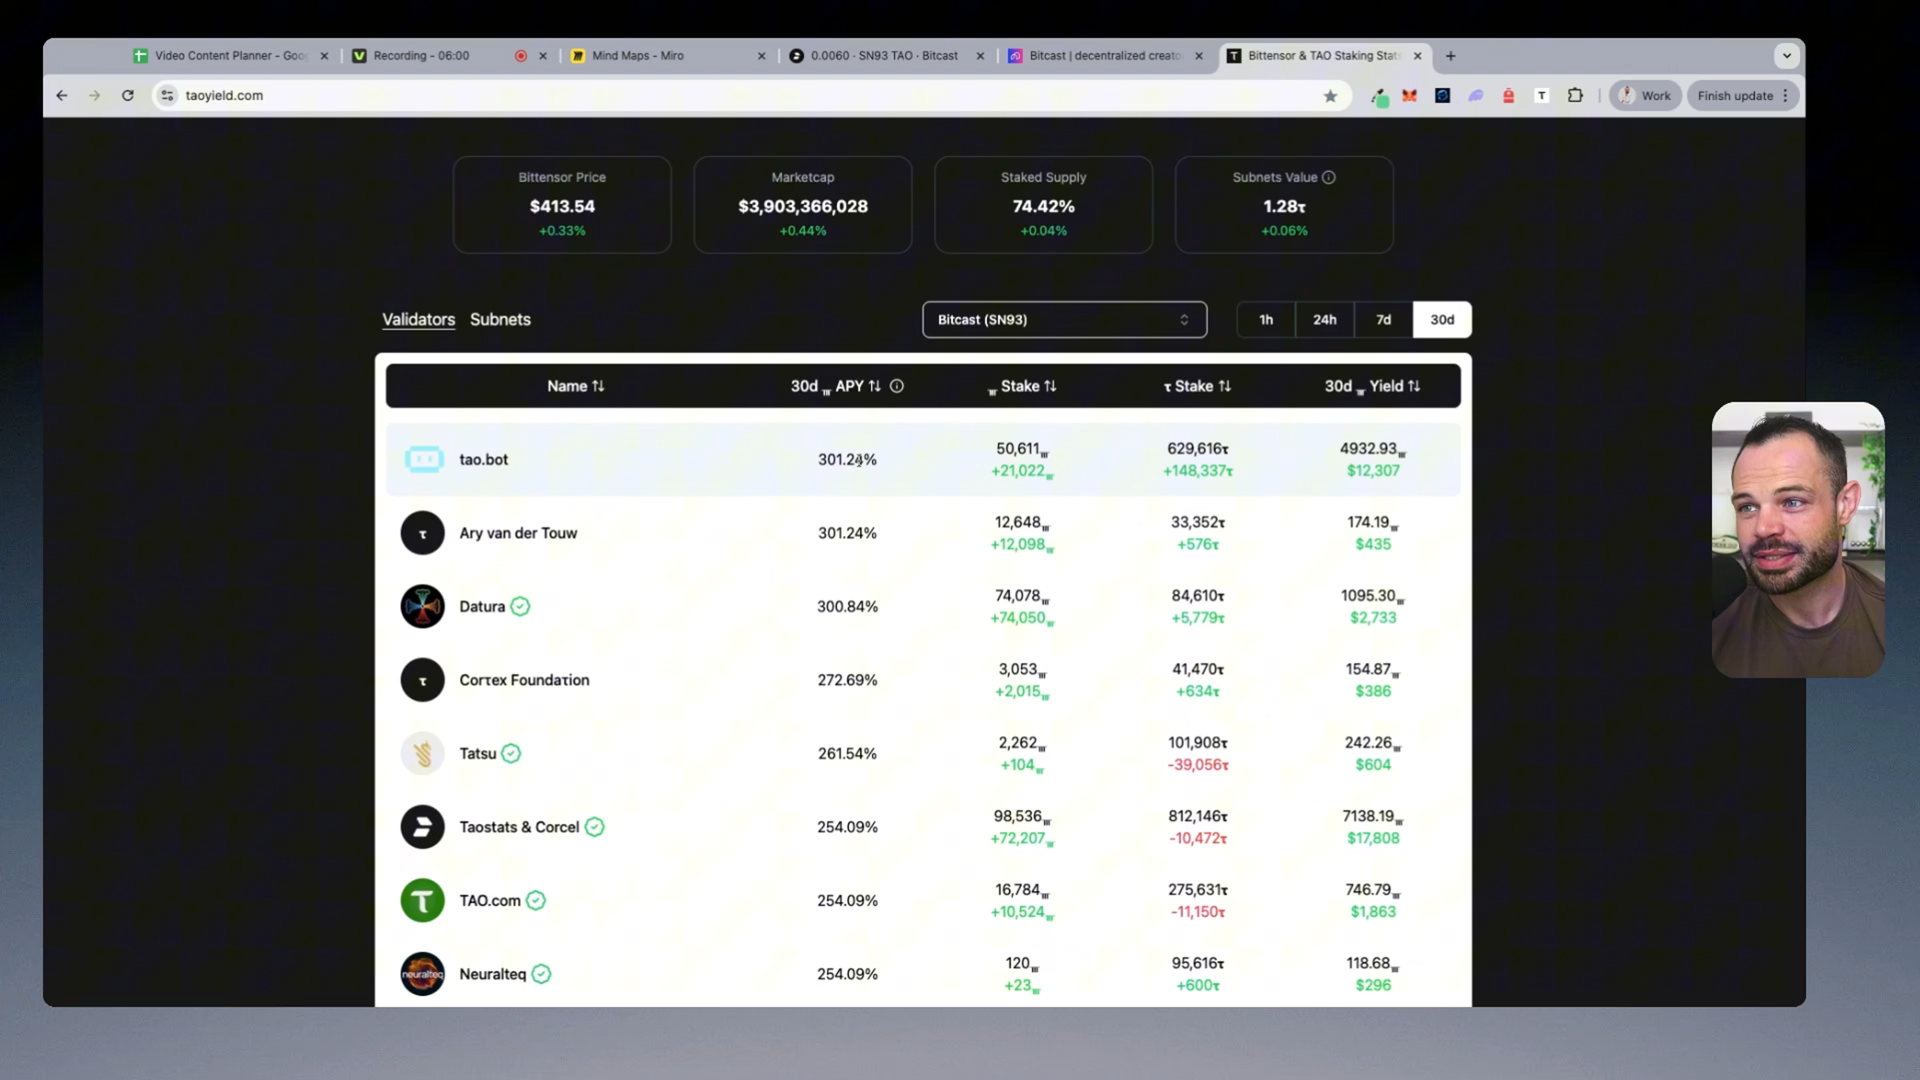 Video Content Planner - Goo
Recording - 06:00
Mind Maps - Miro
0.0060 · SN93 TAO · Bitcast
Bitcast | decentralized creato
Bittensor & TAO Staking Stats
taoyield.com
Work
Finish update
Bittensor Price
$413.54
+0.33%
Marketcap
$3,903,366,028
+0.44%
Staked Supply
74.42%
+0.04%
Subnets Value
1.28τ
+0.06%
Validators
Subnets
Bitcast (SN93)
1h
24h
7d
30d
Name
30d APY
Stake
τ Stake
30d Yield
tao.bot
301.24%
50,611
+21,022
629,616τ
+148,337τ
4932.93
$12,307
Ary van der Touw
301.24%
12,648
+12,098
33,352τ
+576τ
174.19
$435
Datura
300.84%
74,078
+74,050
84,610τ
+5,779τ
1095.30
$2,733
Corτex Foundaτion
272.69%
3,053
+2,015
41,470τ
+634τ
154.87
$386
Tatsu
261.54%
2,262
+104
101,908τ
-39,056τ
242.26
$604
Taostats & Corcel
254.09%
98,536
+72,207
812,146τ
-10,472τ
7138.19
$17,808
TAO.com
254.09%
16,784
+10,524
275,631τ
-11,150τ
746.79
$1,863
neuralteq
Neuralteq
254.09%
120
+23
95,616τ
+600τ
118.68
$296